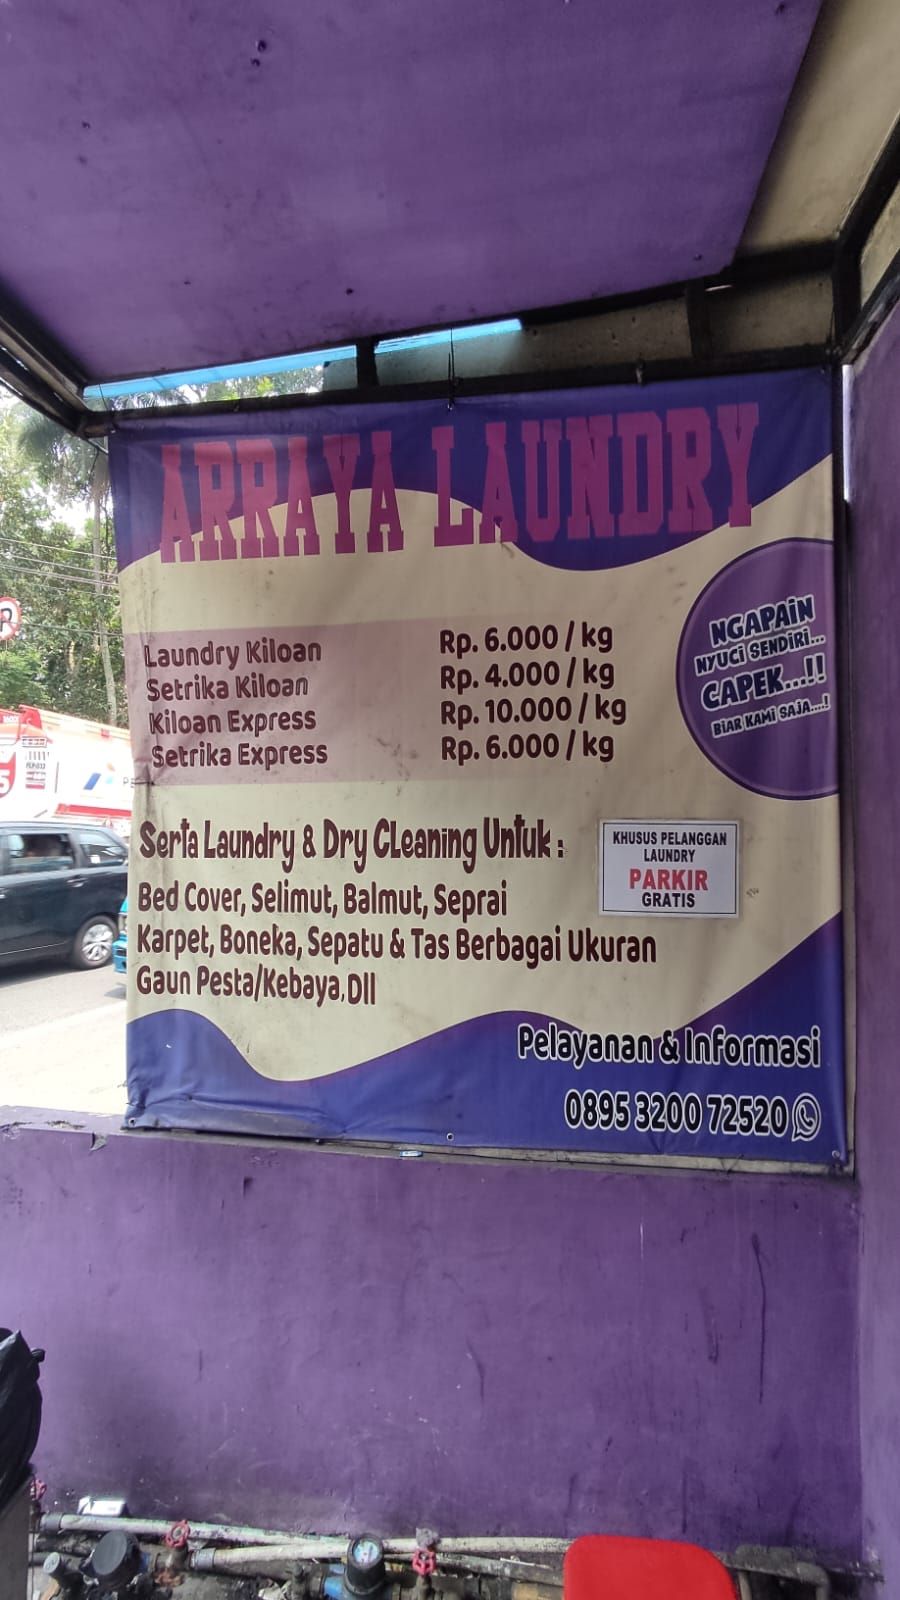 ARRAYA LAUNDRY
Laundry Kiloan Rp. 6.000 / kg
Setrika Kiloan Rp. 4.000 / kg
Kiloan Express Rp. 10.000 / kg
Setrika Express Rp. 6.000 / kg
NGAPAIN
NYUCI SENDIRI...
CAPEK...!!
BIAR KAMI SAJA....!
Serta Laundry & Dry CLeaning Untuk :
Bed Cover, Selimut, Balmut, Seprai
Karpet, Boneka, Sepatu & Tas Berbagai Ukuran
Gaun Pesta/Kebaya,Dll
KHUSUS PELANGGAN
LAUNDRY
PARKIR
GRATIS
Pelayanan & Informasi
0895 3200 72520